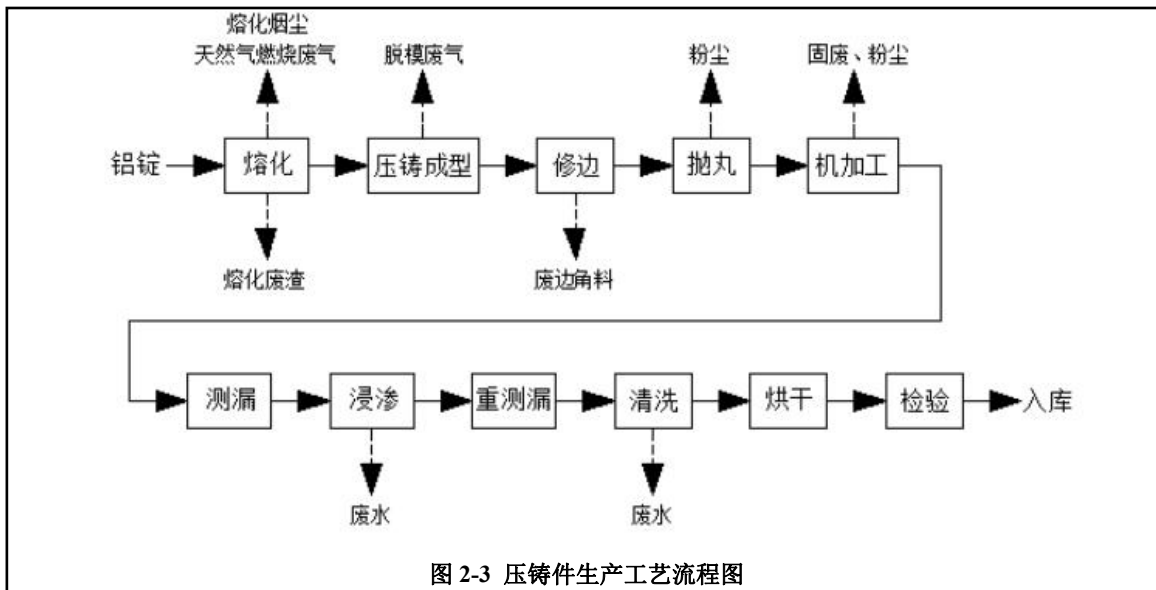 熔化烟尘
天然气燃烧废气
脱模废气
粉尘
固废、粉尘
铝锭
熔化
压铸成型
修边
抛丸
机加工
熔化废渣
废边角料
测漏
浸渗
重测漏
清洗
烘干
检验
入库
废水
废水
图 2-3 压铸件生产工艺流程图